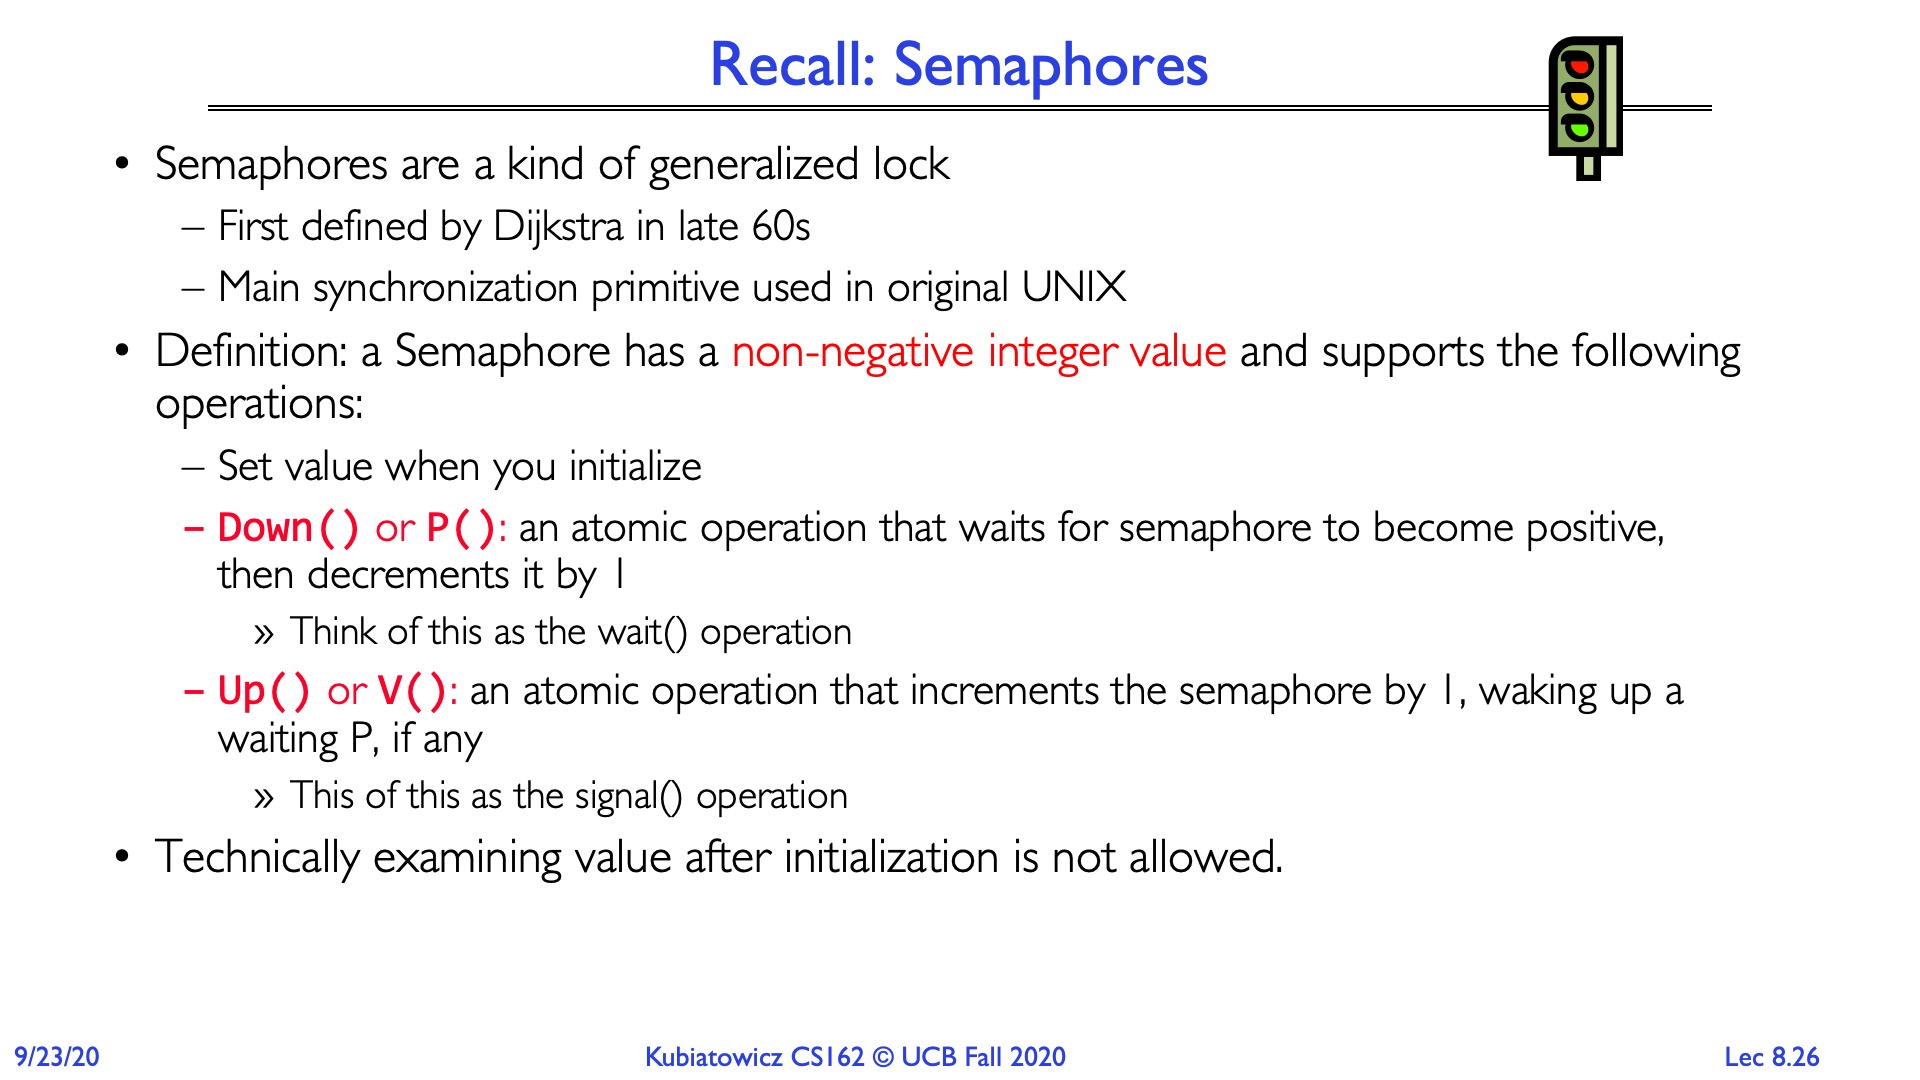 Recall: Semaphores
• Semaphores are a kind of generalized lock
– First defined by Dijkstra in late 60s
– Main synchronization primitive used in original UNIX
• Definition: a Semaphore has a non-negative integer value and supports the following
operations:
– Set value when you initialize
– Down() or P(): an atomic operation that waits for semaphore to become positive,
then decrements it by 1
» Think of this as the wait() operation
– Up() or V(): an atomic operation that increments the semaphore by 1, waking up a
waiting P, if any
» This of this as the signal() operation
• Technically examining value after initialization is not allowed.
9/23/20
Kubiatowicz CS162 © UCB Fall 2020
Lec 8.26